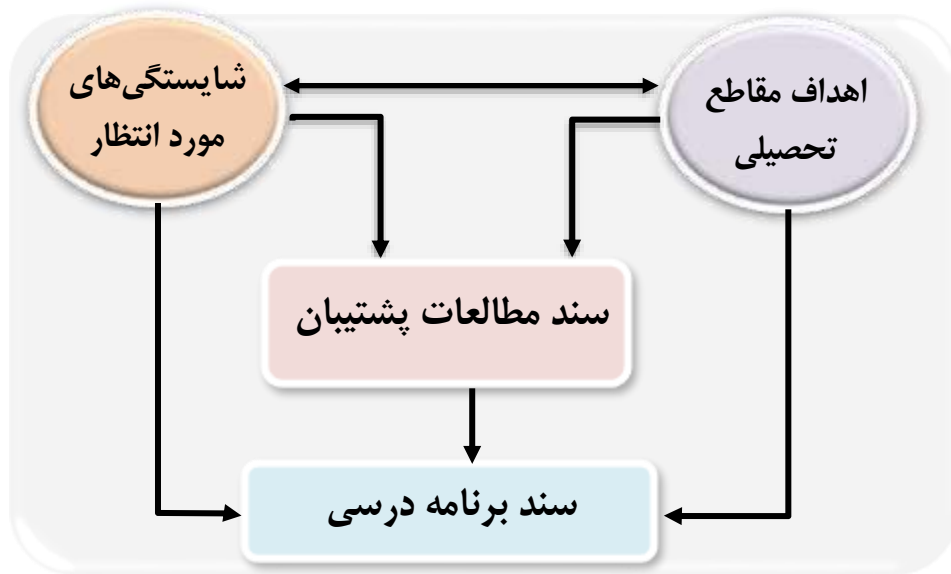 اهداف مقاطع
تحصیلی
شایستگی‌های
مورد انتظار
سند مطالعات پشتیبان
سند برنامه درسی